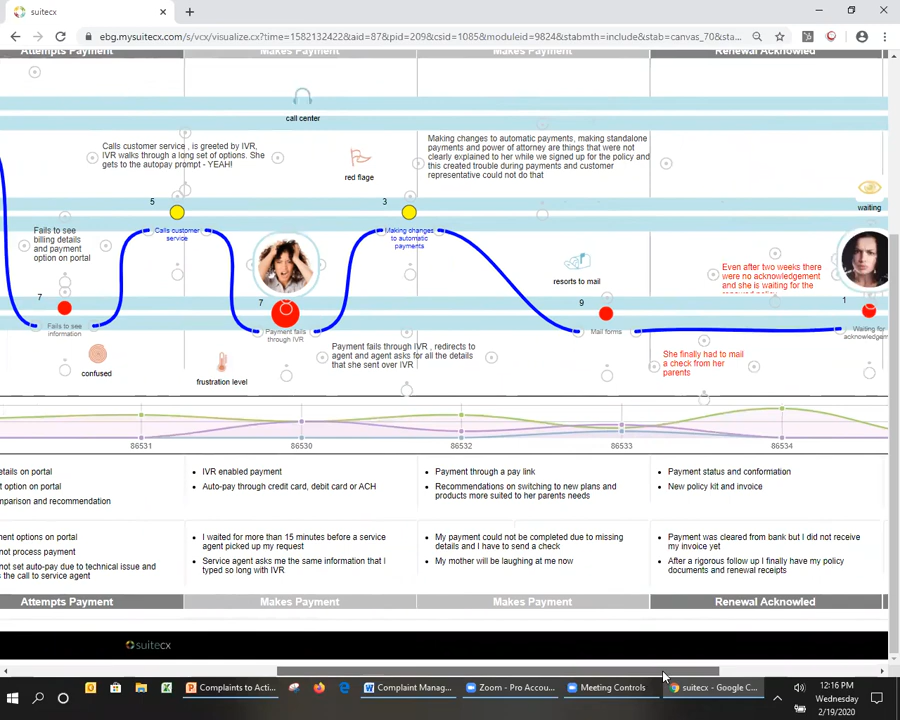 suitecx
ebg.mysuitecx.com/s/vcx/visualize.cx?time=1582132422&aid=87&pid=209&csid=1085&moduleid=9824&stabmth=include&stab=canvas_70&sta...
Attempts Payment
Makes Payment
Makes Payment
Renewal Acknowled
call center
Calls customer service , is greeted by IVR,
IVR walks through a long set of options. She
gets to the autopay prompt - YEAH!
red flage
Making changes to automatic payments, making standalone
payments and power of attorney are things that were not
clearly explained to her while we signed up for the policy and
this created trouble during payments and customer
representative could not do that
waiting
5
3
Calls customer
service
Making changes
to automatic
payments
Fails to see
billing details
and payment
option on portal
resorts to mail
Even after two weeks there
were no acknowledgement
and she is waiting for the
7
7
9
1
Fails to see
information
Payment fails
through IVR
Mail forms
Waiting for
acknowledgem
confused
frustration level
Payment fails through IVR , redirects to
agent and agent asks for all the details
that she sent over IVR
She finally had to mail
a check from her
parents
86531
86530
86532
86533
86534
etails on portal
t option on portal
mparison and recommendation
IVR enabled payment
Auto-pay through credit card, debit card or ACH
Payment through a pay link
Recommendations on switching to new plans and
products more suited to her parents needs
Payment status and conformation
New policy kit and invoice
ment options on portal
not process payment
not set auto-pay due to technical issue and
s the call to service agent
I waited for more than 15 minutes before a service
agent picked up my request
Service agent asks me the same information that I
typed so long with IVR
My payment could not be completed due to missing
details and I have to send a check
My mother will be laughing at me now
Payment was cleared from bank but I did not receive
my invoice yet
After a rigorous follow up I finally have my policy
documents and renewal receipts
Attempts Payment
Makes Payment
Makes Payment
Renewal Acknowled
suitecx
Complaints to Acti...
Complaint Manag...
Zoom - Pro Accou...
Meeting Controls
suitecx - Google C...
12:16 PM
Wednesday
2/19/2020